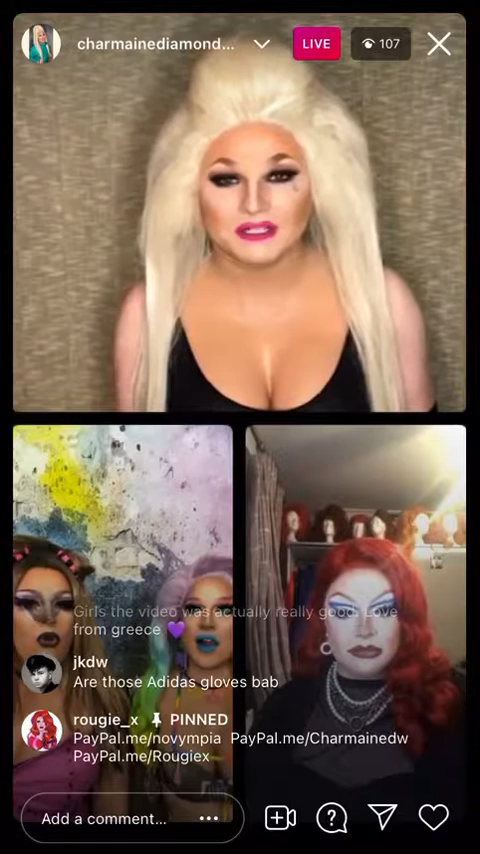 charmainediamond...
LIVE
107
Girls the video was actually really good. Love
from greece 💜
jkdw
Are those Adidas gloves bab
rougie_x PINNED
PayPal.me/novympia PayPal.me/Charmainedw
PayPal.me/Rougiex
Add a comment...